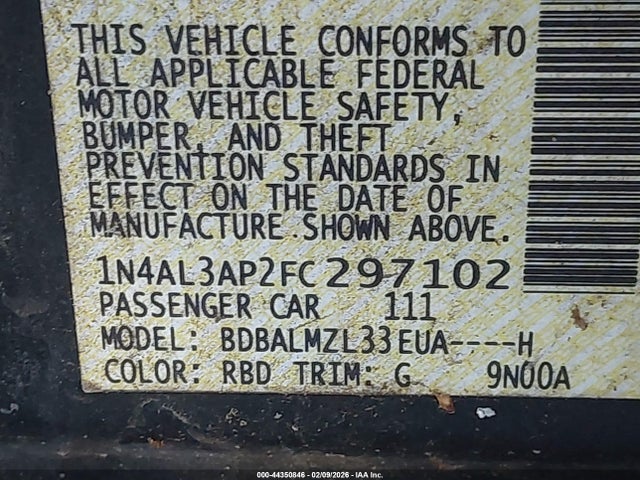 THIS VEHICLE CONFORMS TO
ALL APPLICABLE FEDERAL
MOTOR VEHICLE SAFETY,
BUMPER, AND THEFT
PREVENTION STANDARDS IN
EFFECT ON THE DATE OF
MANUFACTURE SHOWN ABOVE.
1N4AL3AP2FC297102
PASSENGER CAR 111
MODEL: BDBALMZL33EUA----H
COLOR: RBD TRIM: G 9N00A
000-44350846 - 02/09/2026 - IAA Inc.